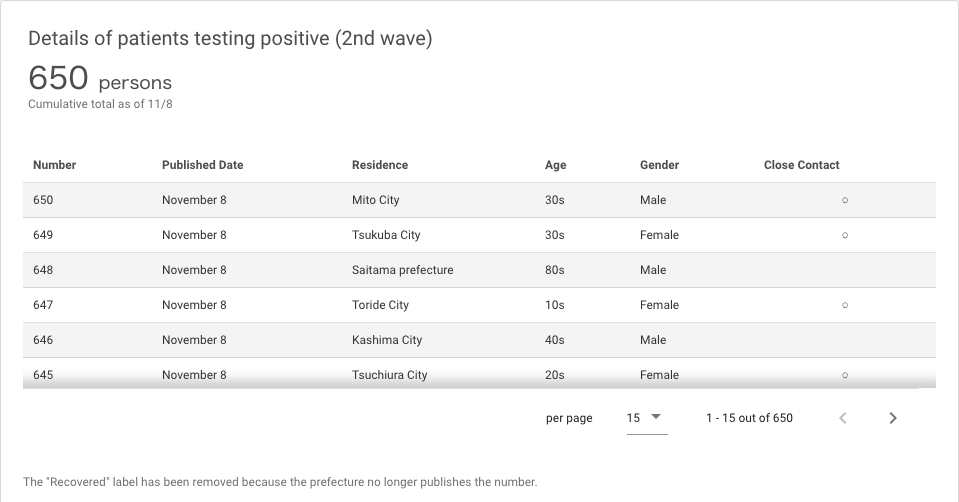 Details of patients testing positive (2nd wave)
650 persons
Cumulative total as of 11/8
Number Published Date Residence Age Gender Close Contact
650 November 8 Mito City 30s Male ○
649 November 8 Tsukuba City 30s Female ○
648 November 8 Saitama prefecture 80s Male
647 November 8 Toride City 10s Female ○
646 November 8 Kashima City 40s Male
645 November 8 Tsuchiura City 20s Female ○
per page 15 1 - 15 out of 650
The "Recovered" label has been removed because the prefecture no longer publishes the number.